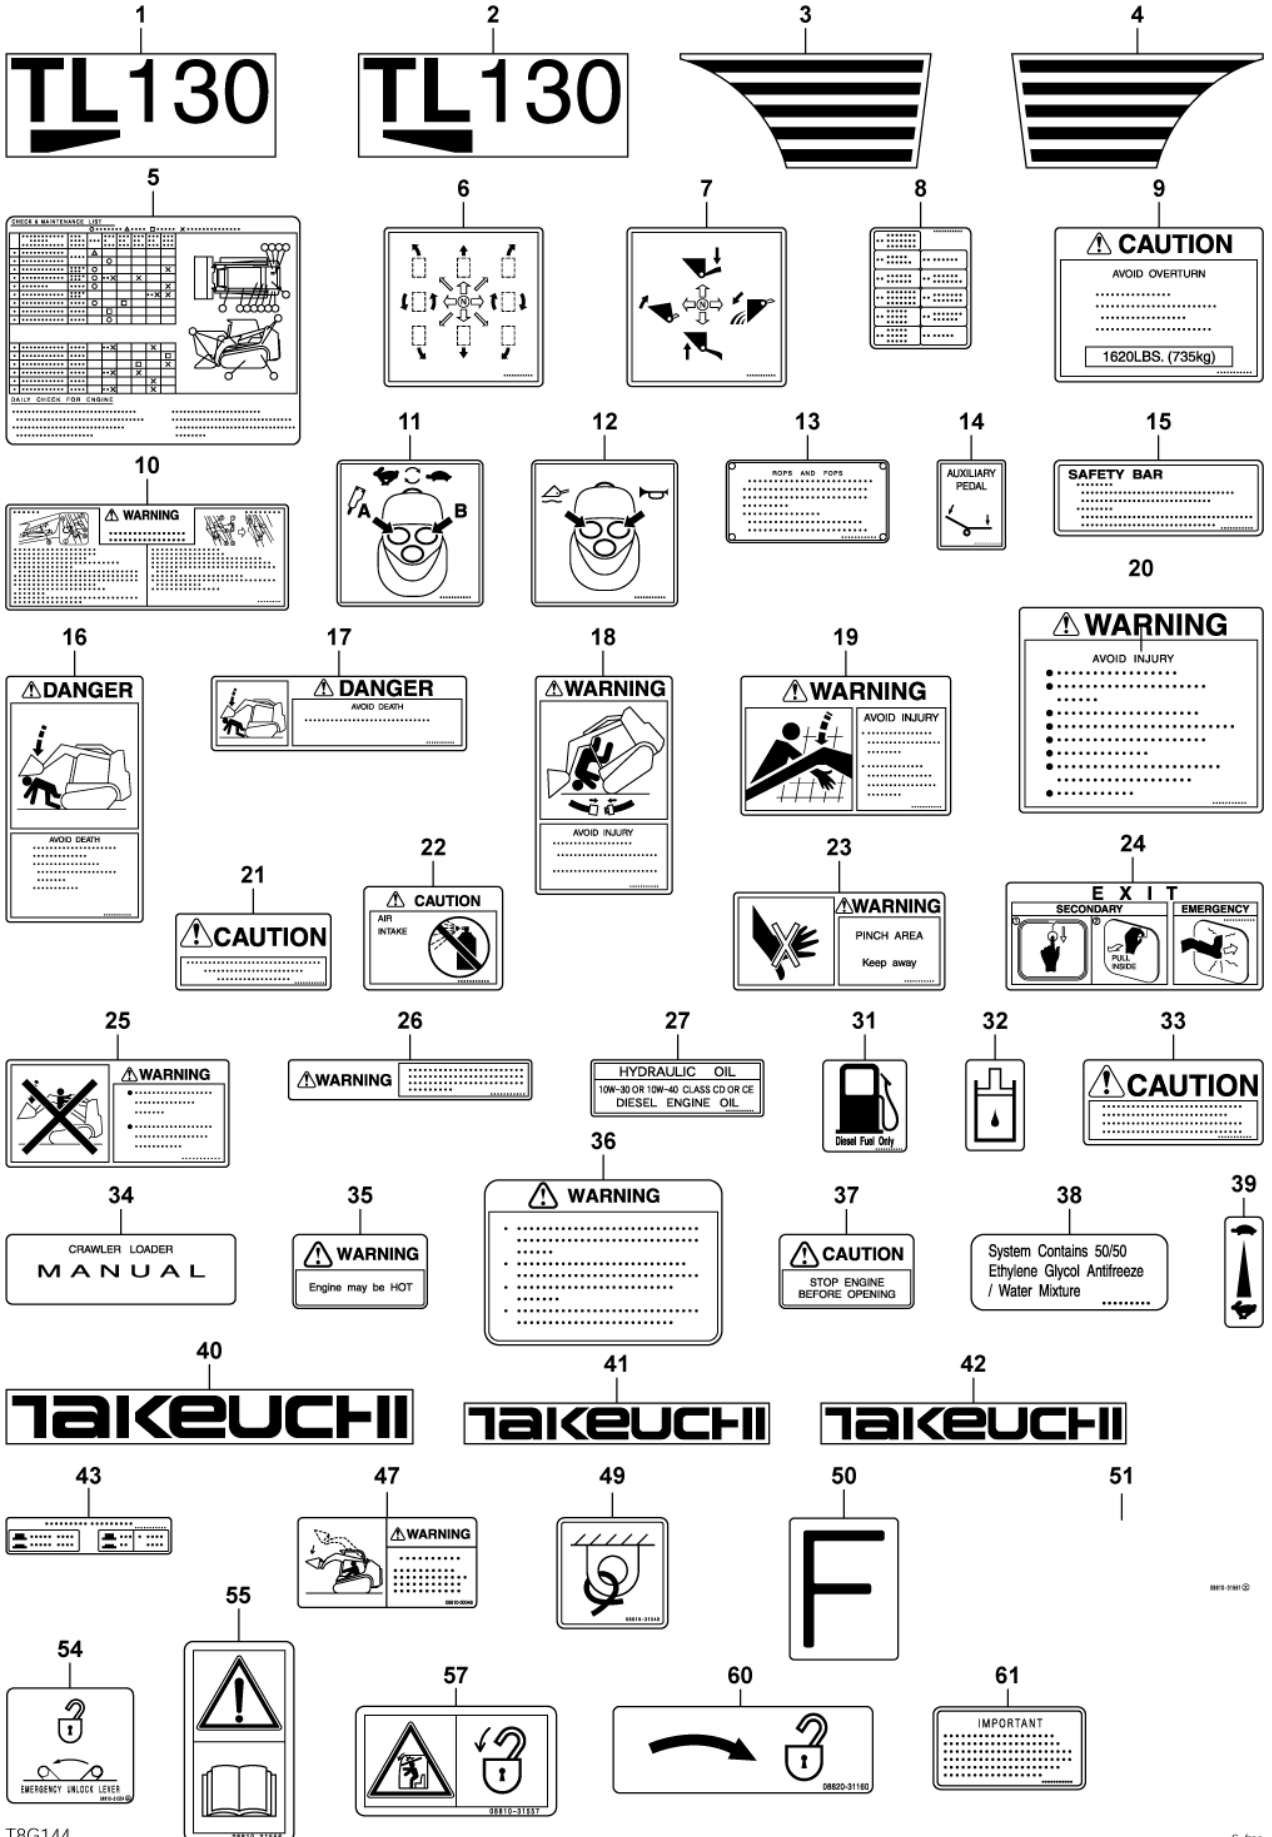 1
2
3
4
TL130
TL130
5
6
7
8
9
CHECK & MAINTENANCE LIST
DAILY CHECK FOR ENGINE
N
N
CAUTION
AVOID OVERTURN
1620LBS. (735kg)
10
11
12
13
14
15
WARNING
A
B
ROPS AND FOPS
AUXILIARY
PEDAL
SAFETY BAR
16
17
18
19
20
DANGER
AVOID DEATH
DANGER
AVOID DEATH
WARNING
AVOID INJURY
WARNING
AVOID INJURY
WARNING
AVOID INJURY
21
22
23
24
CAUTION
CAUTION
AIR
INTAKE
WARNING
PINCH AREA
Keep away
EXIT
SECONDARY
EMERGENCY
PULL
INSIDE
25
26
27
31
32
33
WARNING
WARNING
HYDRAULIC OIL
10W-30 OR 10W-40 CLASS CD OR CE
DIESEL ENGINE OIL
Diesel Fuel Only
CAUTION
34
35
36
37
38
39
CRAWLER LOADER
MANUAL
WARNING
Engine may be HOT
WARNING
CAUTION
STOP ENGINE
BEFORE OPENING
System Contains 50/50
Ethylene Glycol Antifreeze
/ Water Mixture
40
41
42
TAKEUCHI
TAKEUCHI
TAKEUCHI
43
47
49
50
51
WARNING
F
54
55
57
60
61
EMERGENCY UNLOCK LEVER
08810-31557
08820-31160
IMPORTANT
T8G144